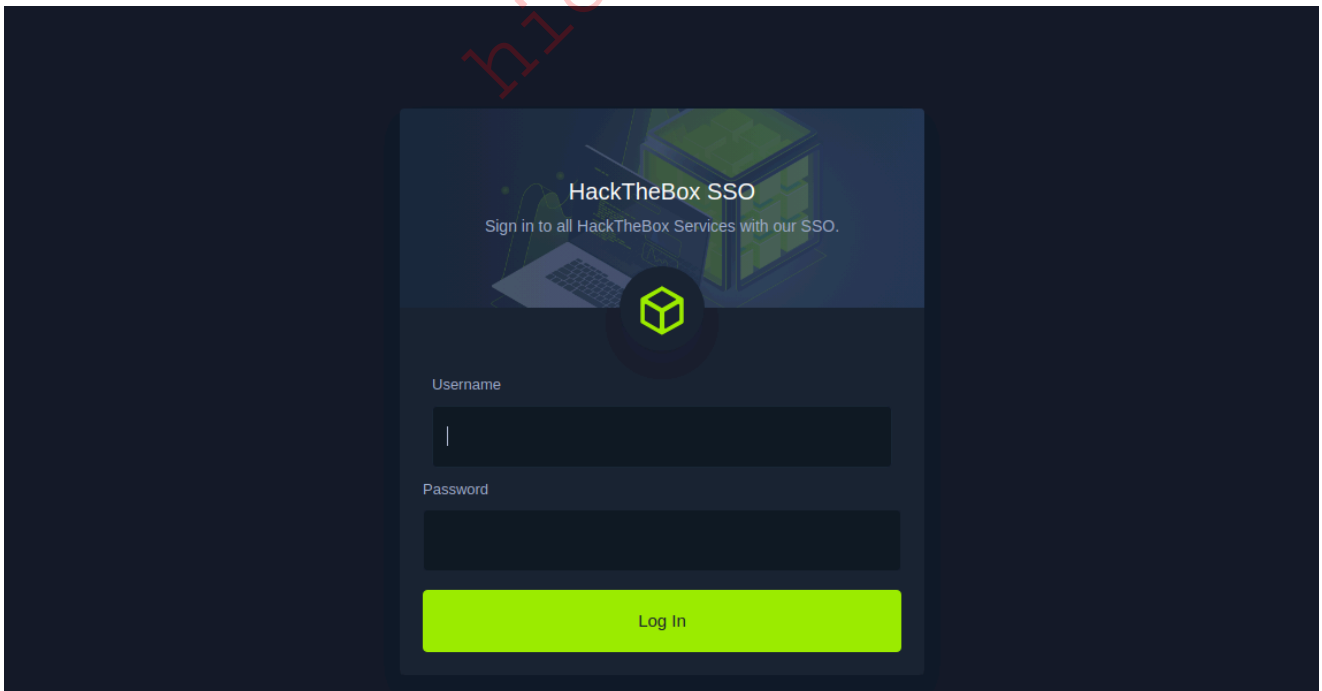 HackTheBox SSO
Sign in to all HackTheBox Services with our SSO.
Username
Password
Log In